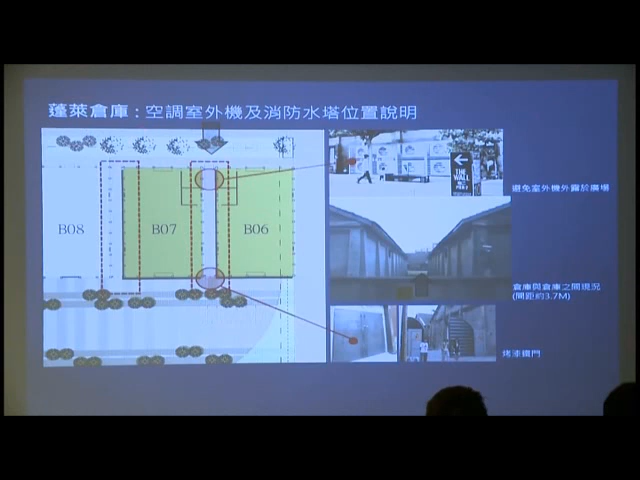 蓬萊倉庫：空調室外機及消防水塔位置說明
B08
B07
B06
THE
WALL
避免室外機外露於廣場
倉庫與倉庫之間現況
(間距約3.7M)
烤漆鐵門